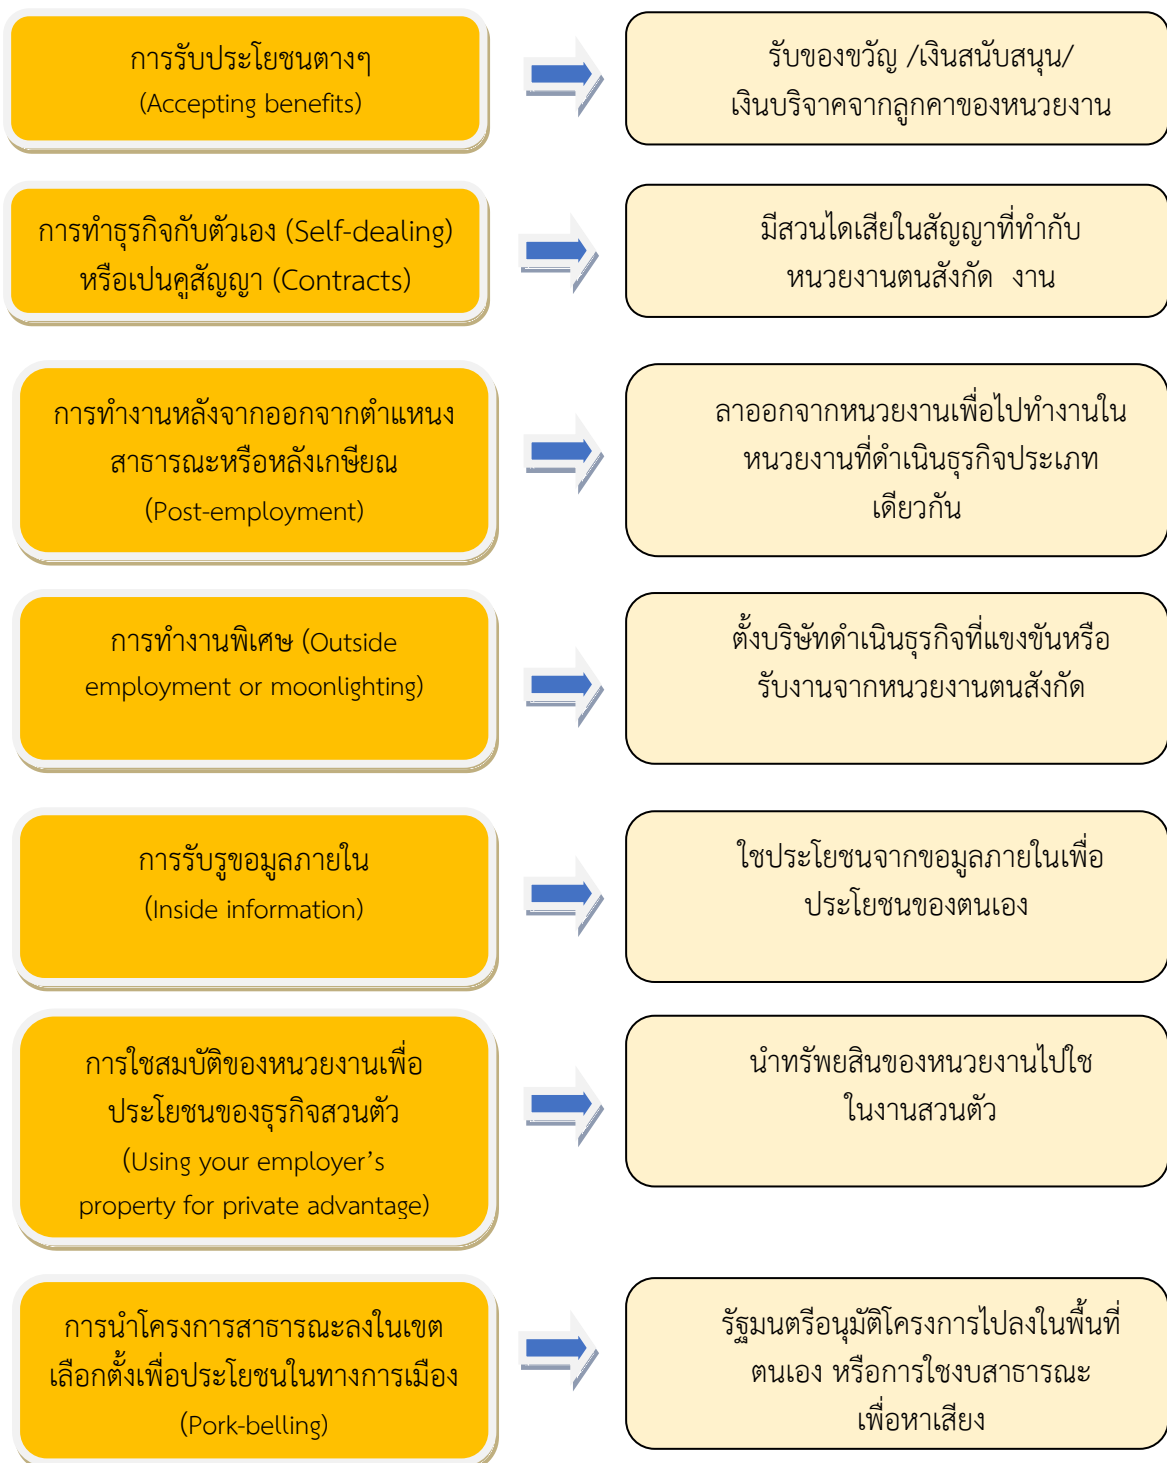 การรับประโยชนตางๆ
(Accepting benefits)
รับของขวัญ /เงินสนับสนุน/
เงินบริจาคจากลูกคาของหนวยงาน
การทำธุรกิจกับตัวเอง (Self-dealing)
หรือเปนคูสัญญา (Contracts)
มีสวนไดเสียในสัญญาที่ทำกับ
หนวยงานตนสังกัด งาน
การทำงานหลังจากออกจากตำแหนง
สาธารณะหรือหลังเกษียณ
(Post-employment)
ลาออกจากหนวยงานเพื่อไปทำงานใน
หนวยงานที่ดำเนินธุรกิจประเภท
เดียวกัน
การทำงานพิเศษ (Outside
employment or moonlighting)
ตั้งบริษัทดำเนินธุรกิจที่แขงขันหรือ
รับงานจากหนวยงานตนสังกัด
การรับรูขอมูลภายใน
(Inside information)
ใชประโยชนจากขอมูลภายในเพื่อ
ประโยชนของตนเอง
การใชสมบัติของหนวยงานเพื่อ
ประโยชนของธุรกิจสวนตัว
(Using your employer's
property for private advantage)
นำทรัพยสินของหนวยงานไปใช
ในงานสวนตัว
การนำโครงการสาธารณะลงในเขต
เลือกตั้งเพื่อประโยชนในทางการเมือง
(Pork-belling)
รัฐมนตรีอนุมัติโครงการไปลงในพื้นที่
ตนเอง หรือการใชงบสาธารณะ
เพื่อหาเสียง